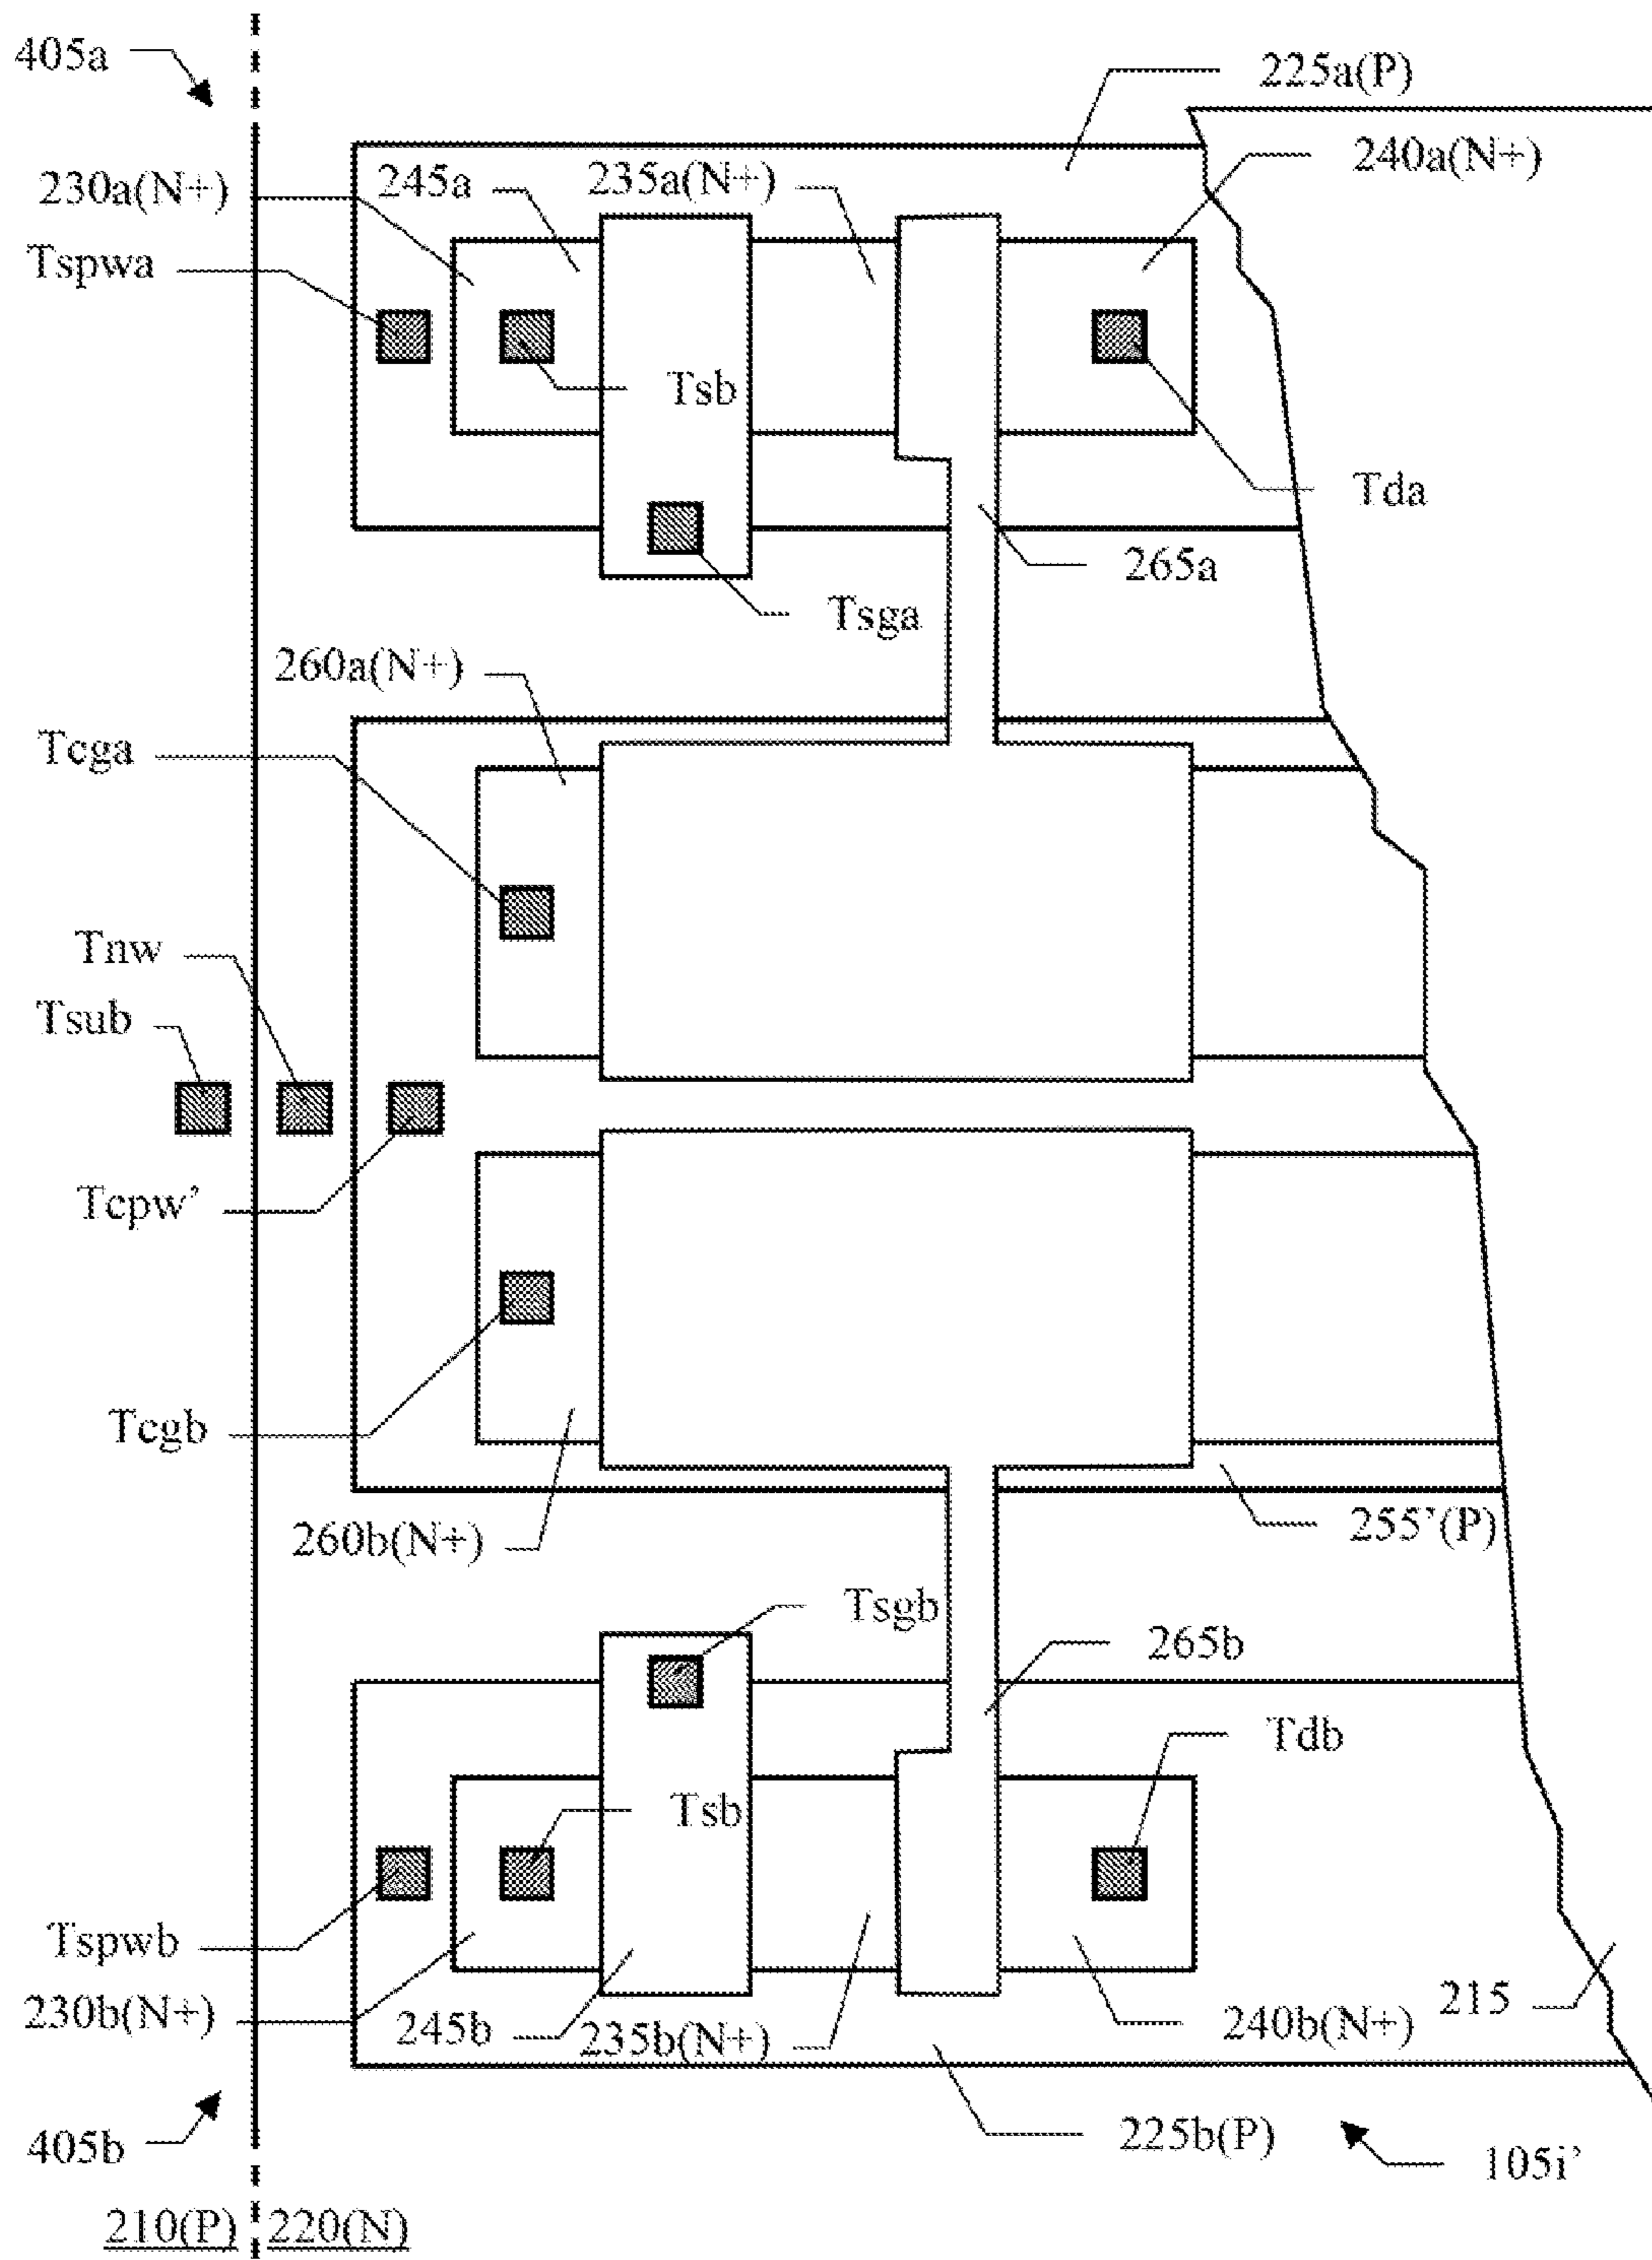 405a
225a(P)
240a(N+)
230a(N+)
245a
235a(N+)
Tspwa
Tsb
Tda
265a
Tsga
260a(N+)
Tcga
Tnw
Tsub
Tcpw’
Tcgb
260b(N+)
255’(P)
Tsgb
265b
Tdb
Tsb
Tspwb
230b(N+)
245b
235b(N+)
240b(N+)
215
405b
225b(P)
105i’
210(P)
220(N)